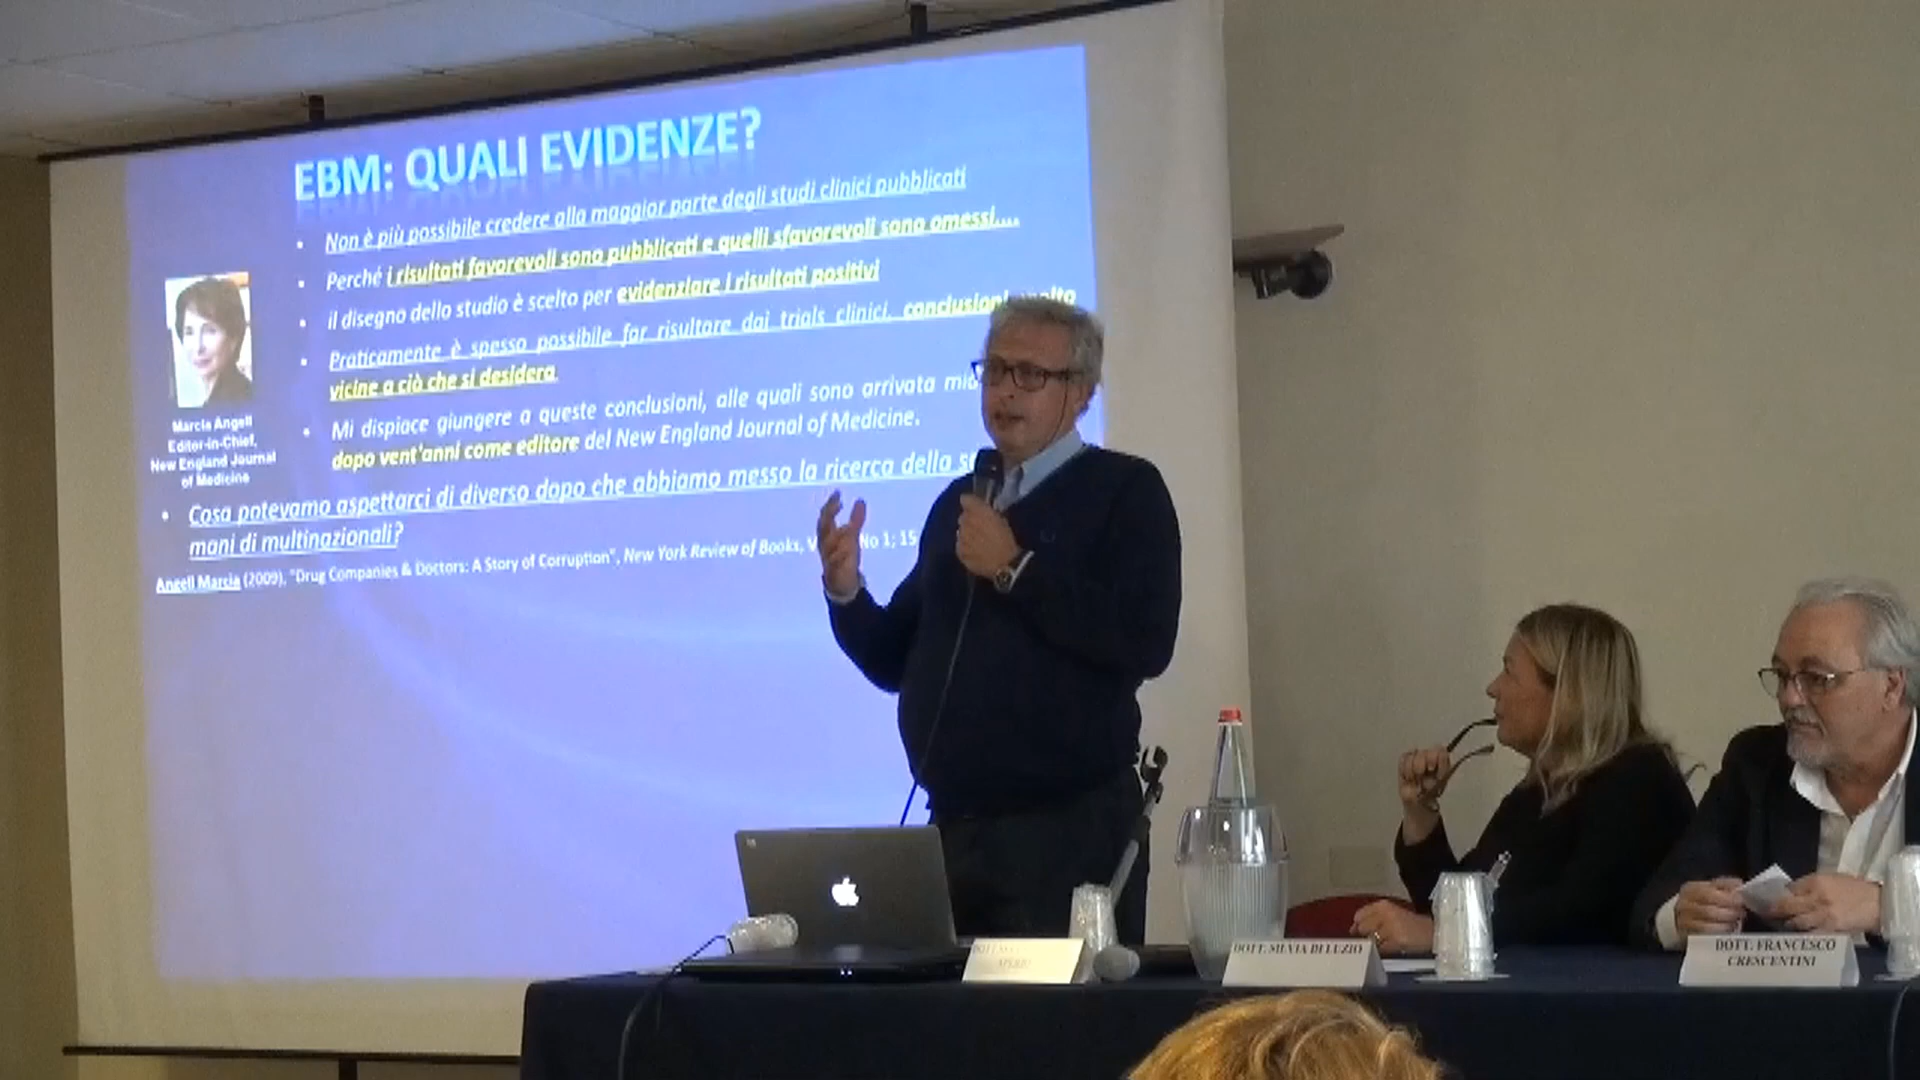 EBM: QUALI EVIDENZE?
• Non è più possibile credere alla maggior parte degli studi clinici pubblicati
• Perché i risultati favorevoli sono pubblicati e quelli sfavorevoli sono omessi....
• il disegno dello studio è scelto per evidenziare i risultati positivi
• Praticamente è spesso possibile far risultare dai trials clinici, conclusioni molto
vicine a ciò che si desidera.
• Mi dispiace giungere a queste conclusioni, alle quali sono arrivata
dopo vent'anni come editore del New England Journal of Medicine.
Marcia Angell
Editor-in-Chief,
New England Journal
of Medicine
• Cosa potevamo aspettarci di diverso dopo che abbiamo messo la ricerca della
mani di multinazionali?
Angell Marcia (2009), "Drug Companies & Doctors: A Story of Corruption", New York Review of Books, No 1; 15
DOTT. SILVIA DI LUZIO
DOTT. FRANCESCO
CRESCENTINI